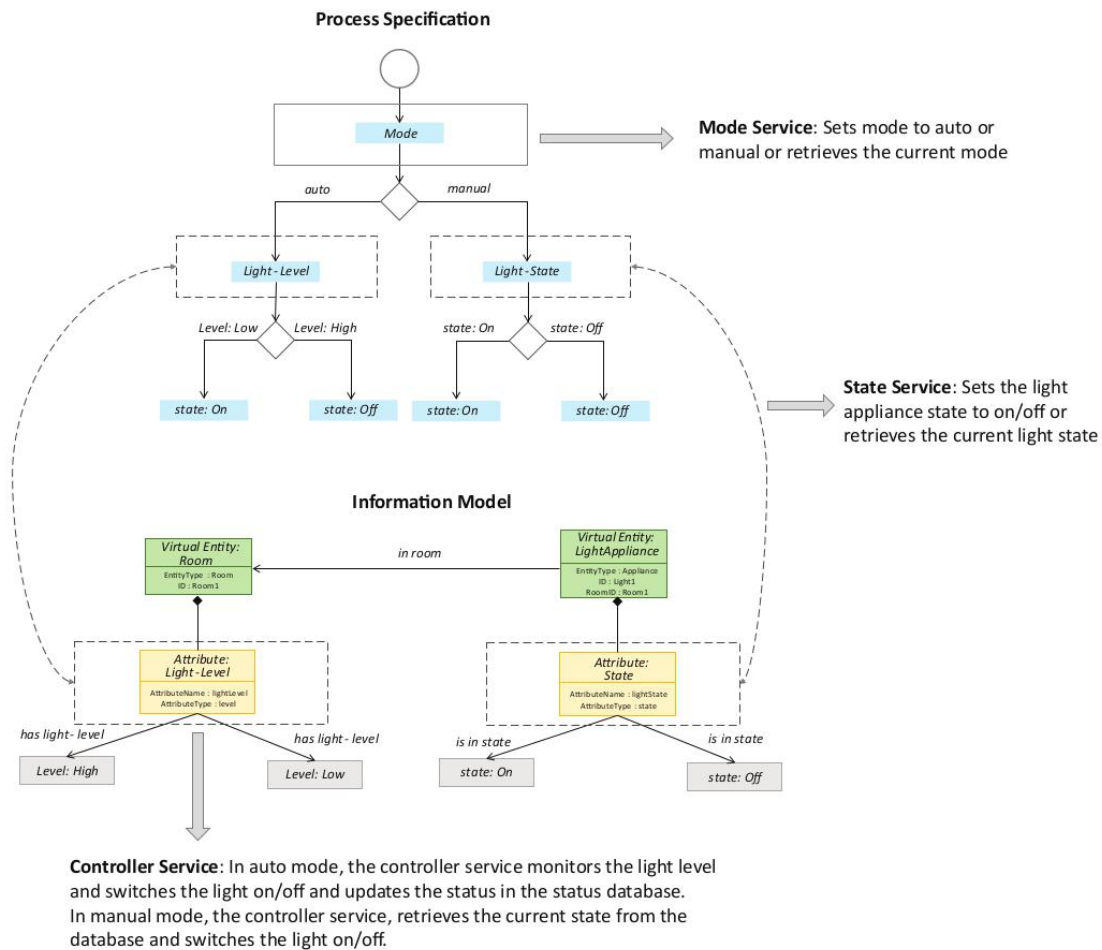 Process Specification
Mode
Mode Service: Sets mode to auto or
manual or retrieves the current mode
auto
manual
Light-Level
Light-State
Level: Low
Level: High
state: On
state: Off
state: On
state: Off
state: On
state: Off
State Service: Sets the light
appliance state to on/off or
retrieves the current light state
Information Model
Virtual Entity:
Room
EntityType : Room
ID : Room1
in room
Virtual Entity:
LightAppliance
EntityType : Appliance
ID : Light1
RoomID : Room1
Attribute:
Light-Level
AttributeName : lightLevel
AttributeType : level
Attribute:
State
AttributeName : lightState
AttributeType : state
has light- level
has light- level
is in state
is in state
Level: High
Level: Low
state: On
state: Off
Controller Service: In auto mode, the controller service monitors the light level
and switches the light on/off and updates the status in the status database.
In manual mode, the controller service, retrieves the current state from the
database and switches the light on/off.